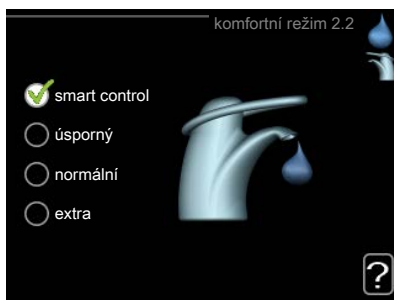 komfortní režim 2.2
smart control
úsporný
normální
extra
?